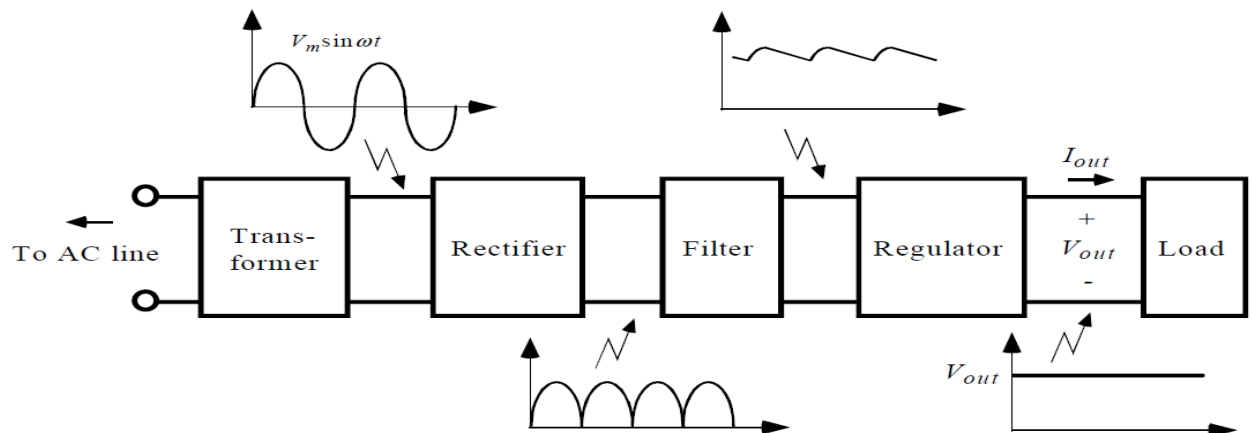 V_m sin ωt
I_out
To AC line
Trans-
former
Rectifier
Filter
Regulator
+
V_out
-
Load
V_out